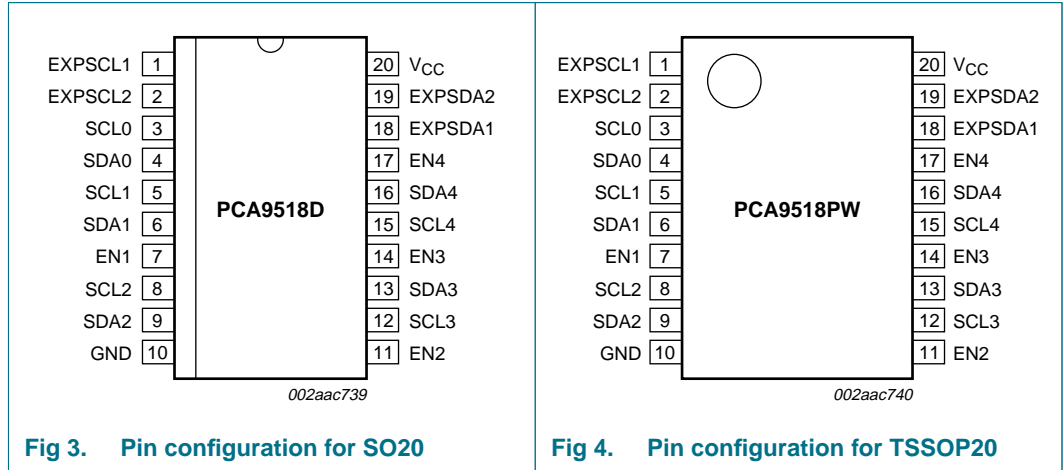 EXPSCL1 1 20 VCC
EXPSCL2 2 19 EXPSDA2
SCL0 3 18 EXPSDA1
SDA0 4 17 EN4
SCL1 5 16 SDA4
PCA9518D
SDA1 6 15 SCL4
EN1 7 14 EN3
SCL2 8 13 SDA3
SDA2 9 12 SCL3
GND 10 11 EN2
002aac739
Fig 3. Pin configuration for SO20
EXPSCL1 1 20 VCC
EXPSCL2 2 19 EXPSDA2
SCL0 3 18 EXPSDA1
SDA0 4 17 EN4
SCL1 5 16 SDA4
PCA9518PW
SDA1 6 15 SCL4
EN1 7 14 EN3
SCL2 8 13 SDA3
SDA2 9 12 SCL3
GND 10 11 EN2
002aac740
Fig 4. Pin configuration for TSSOP20